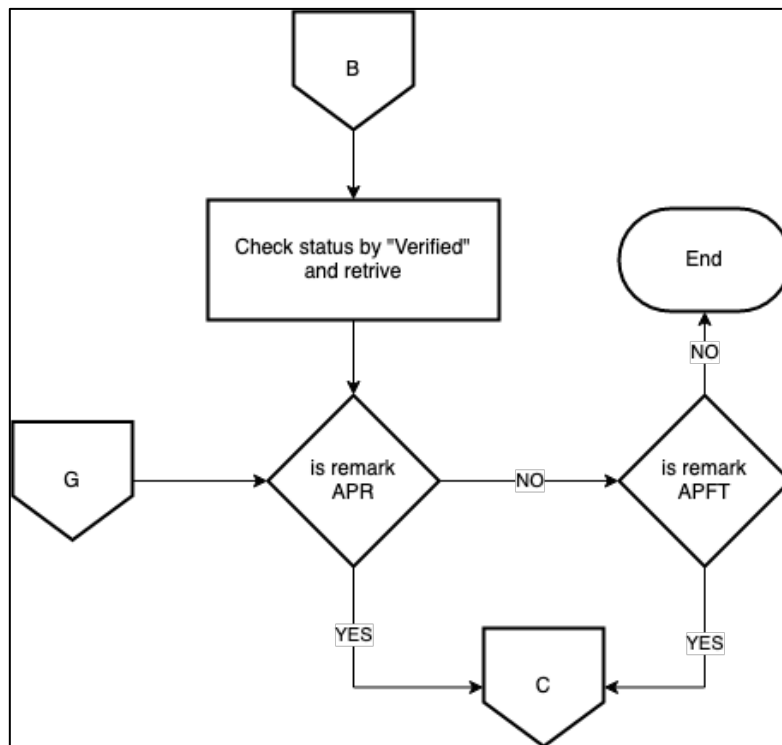 B
Check status by "Verified"
and retrive
End
NO
G
is remark
APR
NO
is remark
APFT
YES
YES
C